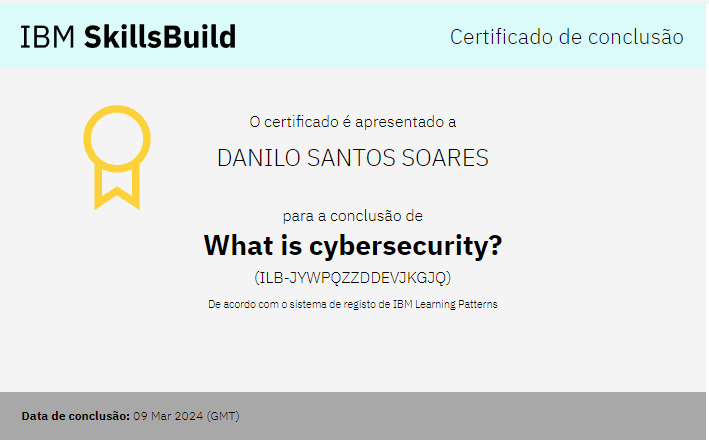 IBM SkillsBuild
Certificado de conclusão
O certificado é apresentado a
DANILO SANTOS SOARES
para a conclusão de
What is cybersecurity?
(ILB-JYWPQZZDDEVJKGJQ)
De acordo com o sistema de registo de IBM Learning Patterns
Data de conclusão: 09 Mar 2024 (GMT)